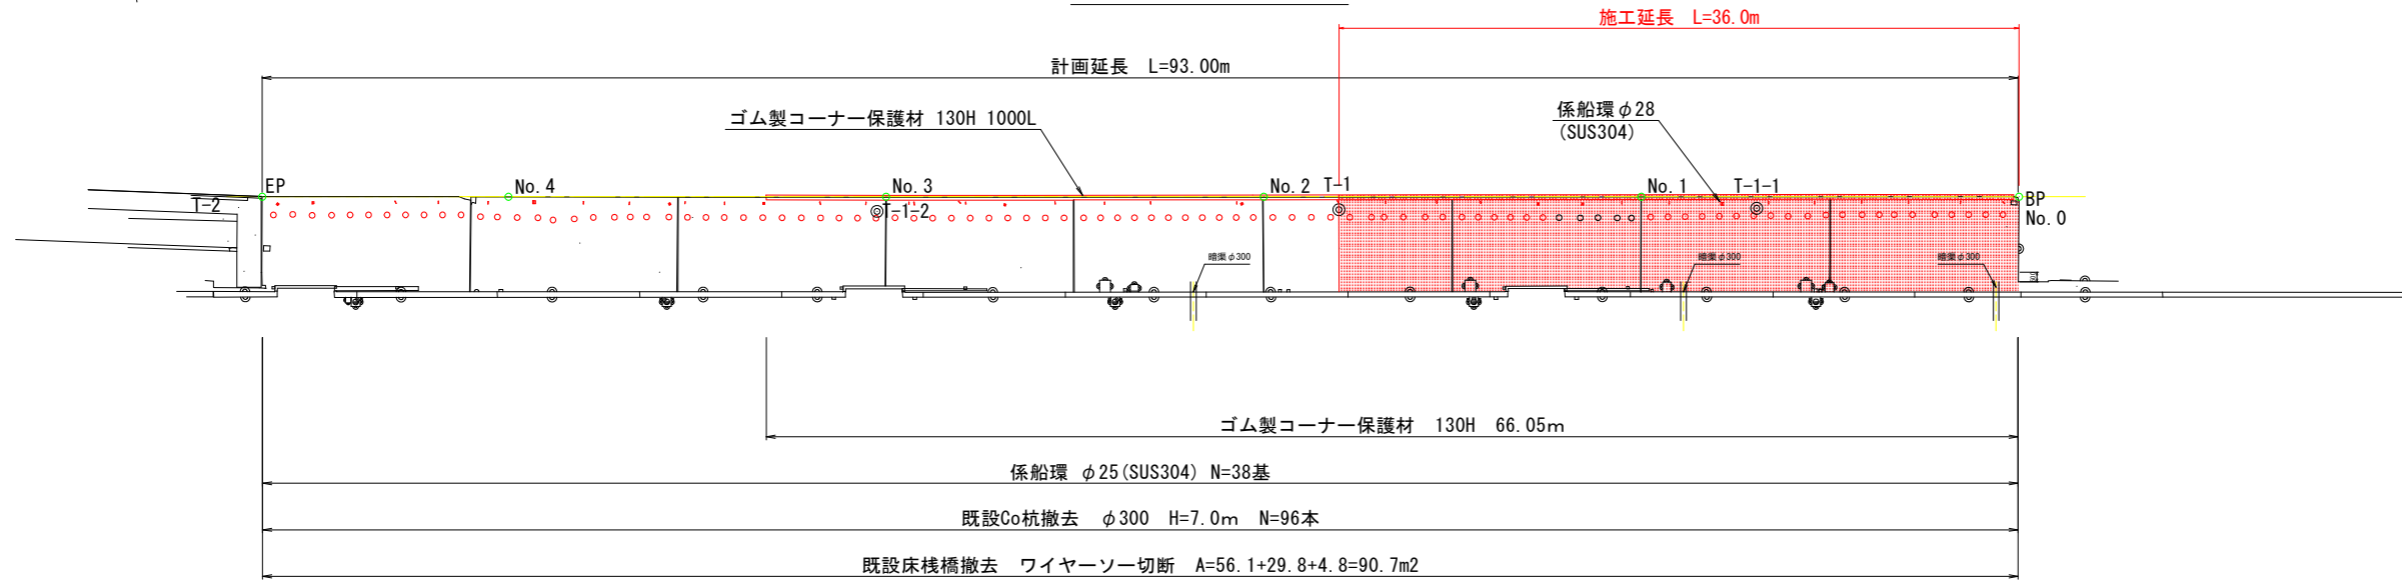 施工延長 L=36.0m
計画延長 L=93.00m
ゴム製コーナー保護材 130H 1000L
係船環φ28
(SUS304)
EP
No.4
No.3
No.2
T-1
No.1
T-1-1
BP
T-2
T-1-2
No.0
暗渠φ300
暗渠φ300
暗渠φ300
ゴム製コーナー保護材 130H 66.05m
係船環 φ25(SUS304) N=38基
既設Co杭撤去 φ300 H=7.0m N=96本
既設床桟橋撤去 ワイヤーソー切断 A=56.1+29.8+4.8=90.7m2